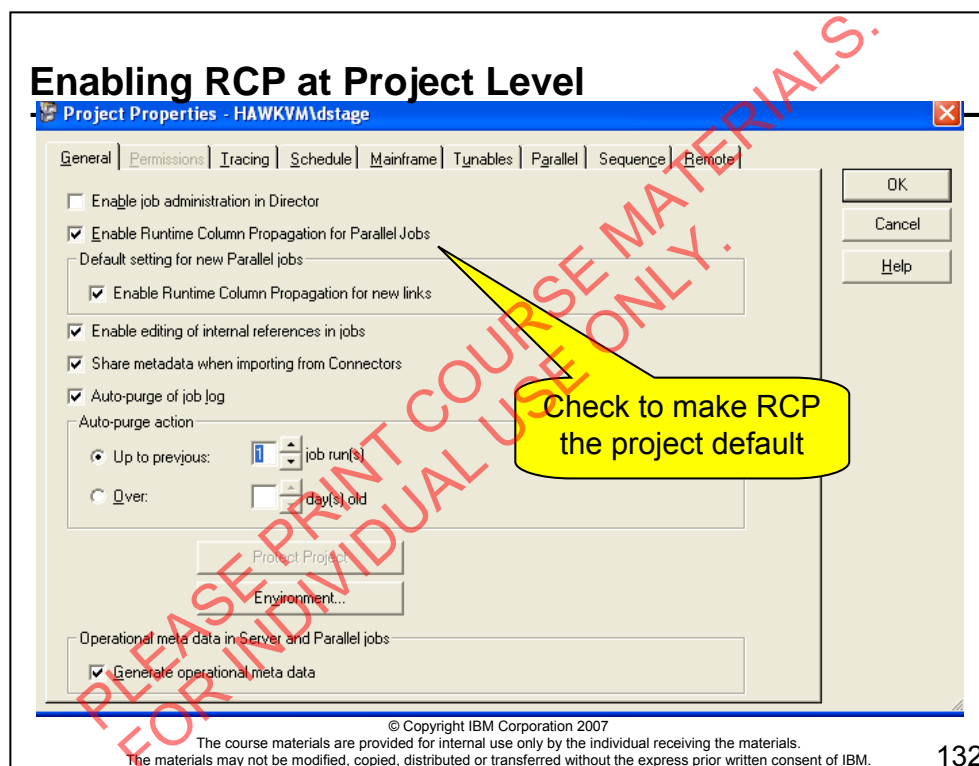 Enabling RCP at Project Level
Project Properties - HAWKVM\dstage
General Permissions Tracing Schedule Mainframe Tunables Parallel Sequence Remote
Enable job administration in Director
Enable Runtime Column Propagation for Parallel Jobs
Default setting for new Parallel jobs
Enable Runtime Column Propagation for new links
Enable editing of internal references in jobs
Share metadata when importing from Connectors
Auto-purge of job log
Auto-purge action
Up to previous: 1 job run(s)
Over: day(s) old
Protect Project
Environment...
Operational meta data in Server and Parallel jobs
Generate operational meta data
OK
Cancel
Help
Check to make RCP
the project default
PLEASE PRINT COURSE MATERIALS.
FOR INDIVIDUAL USE ONLY.
© Copyright IBM Corporation 2007
The course materials are provided for internal use only by the individual receiving the materials.
The materials may not be modified, copied, distributed or transferred without the express prior written consent of IBM.
132